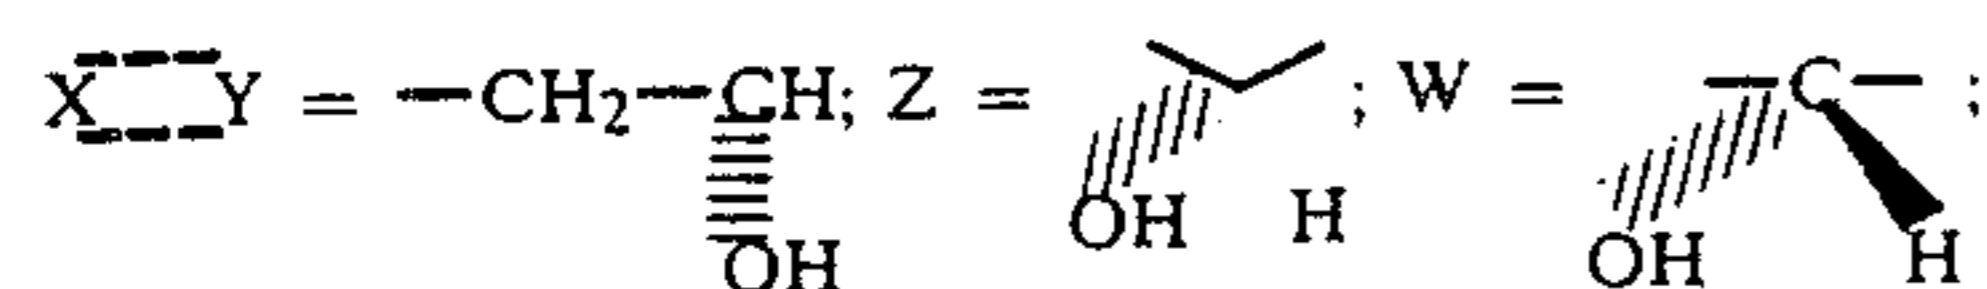 X Y = —CH2—CH; Z = ; W = —C— ;
OH H
OH OH H